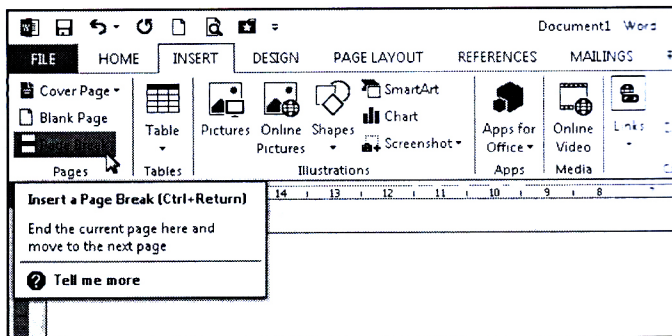 Document1 Word
FILE HOME INSERT DESIGN PAGE LAYOUT REFERENCES MAILINGS
Cover Page
Blank Page
Page Break
Pages
Table
Tables
Pictures
Online Pictures
Shapes
SmartArt
Chart
Screenshot
Illustrations
Apps for Office
Apps
Online Video
Media
Links
14 13 12 11 10 9 8
Insert a Page Break (Ctrl+Return)
End the current page here and
move to the next page
Tell me more